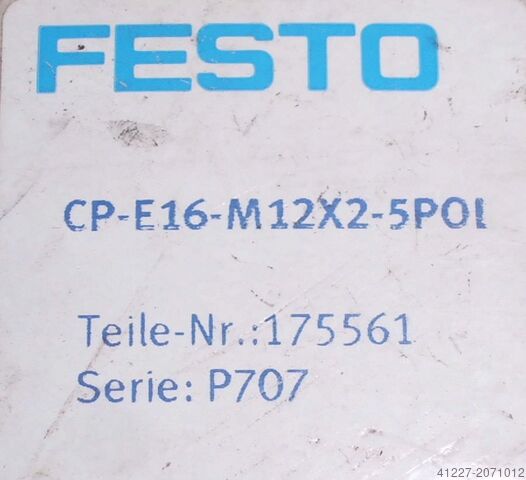 FESTO
CP-E16-M12X2-5POL
Teile-Nr.:175561
Serie: P707
41227-2071012